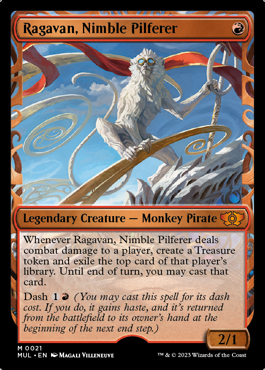 Ragavan, Nimble Pilferer
Legendary Creature — Monkey Pirate
Whenever Ragavan, Nimble Pilferer deals
combat damage to a player, create a Treasure
token and exile the top card of that player's
library. Until end of turn, you may cast that
card.
Dash 1 (You may cast this spell for its dash
cost. If you do, it gains haste, and it's returned
from the battlefield to its owner's hand at the
beginning of the next end step.)
2/1
M 0021
MUL • EN Magali Villeneuve
™ & © 2023 Wizards of the Coast